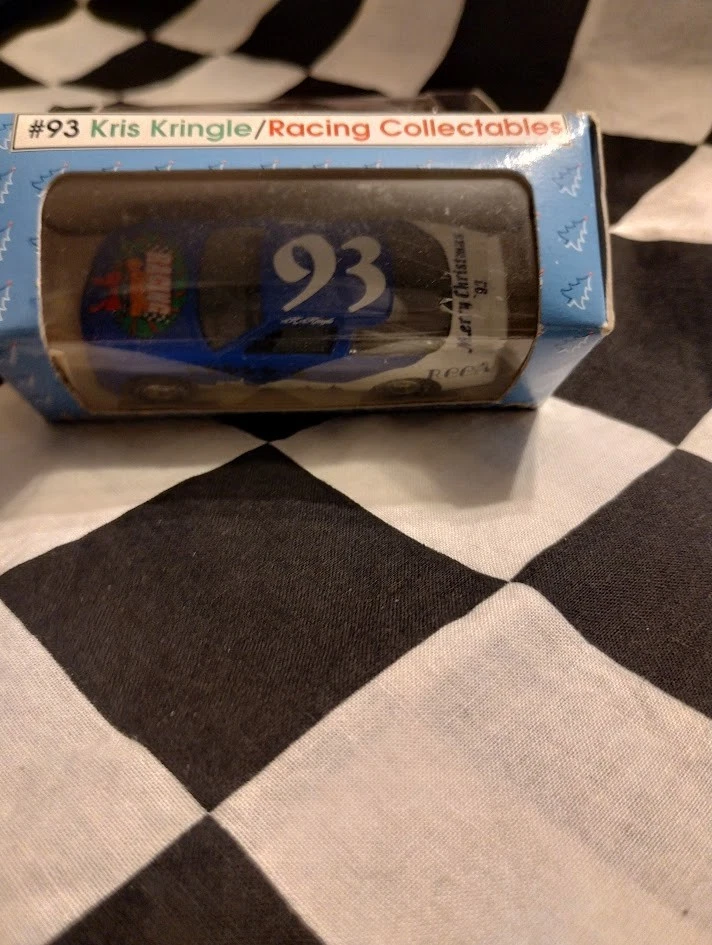 #93 Kris Kringle/Racing Collectables
93
Merry Christmas
'93